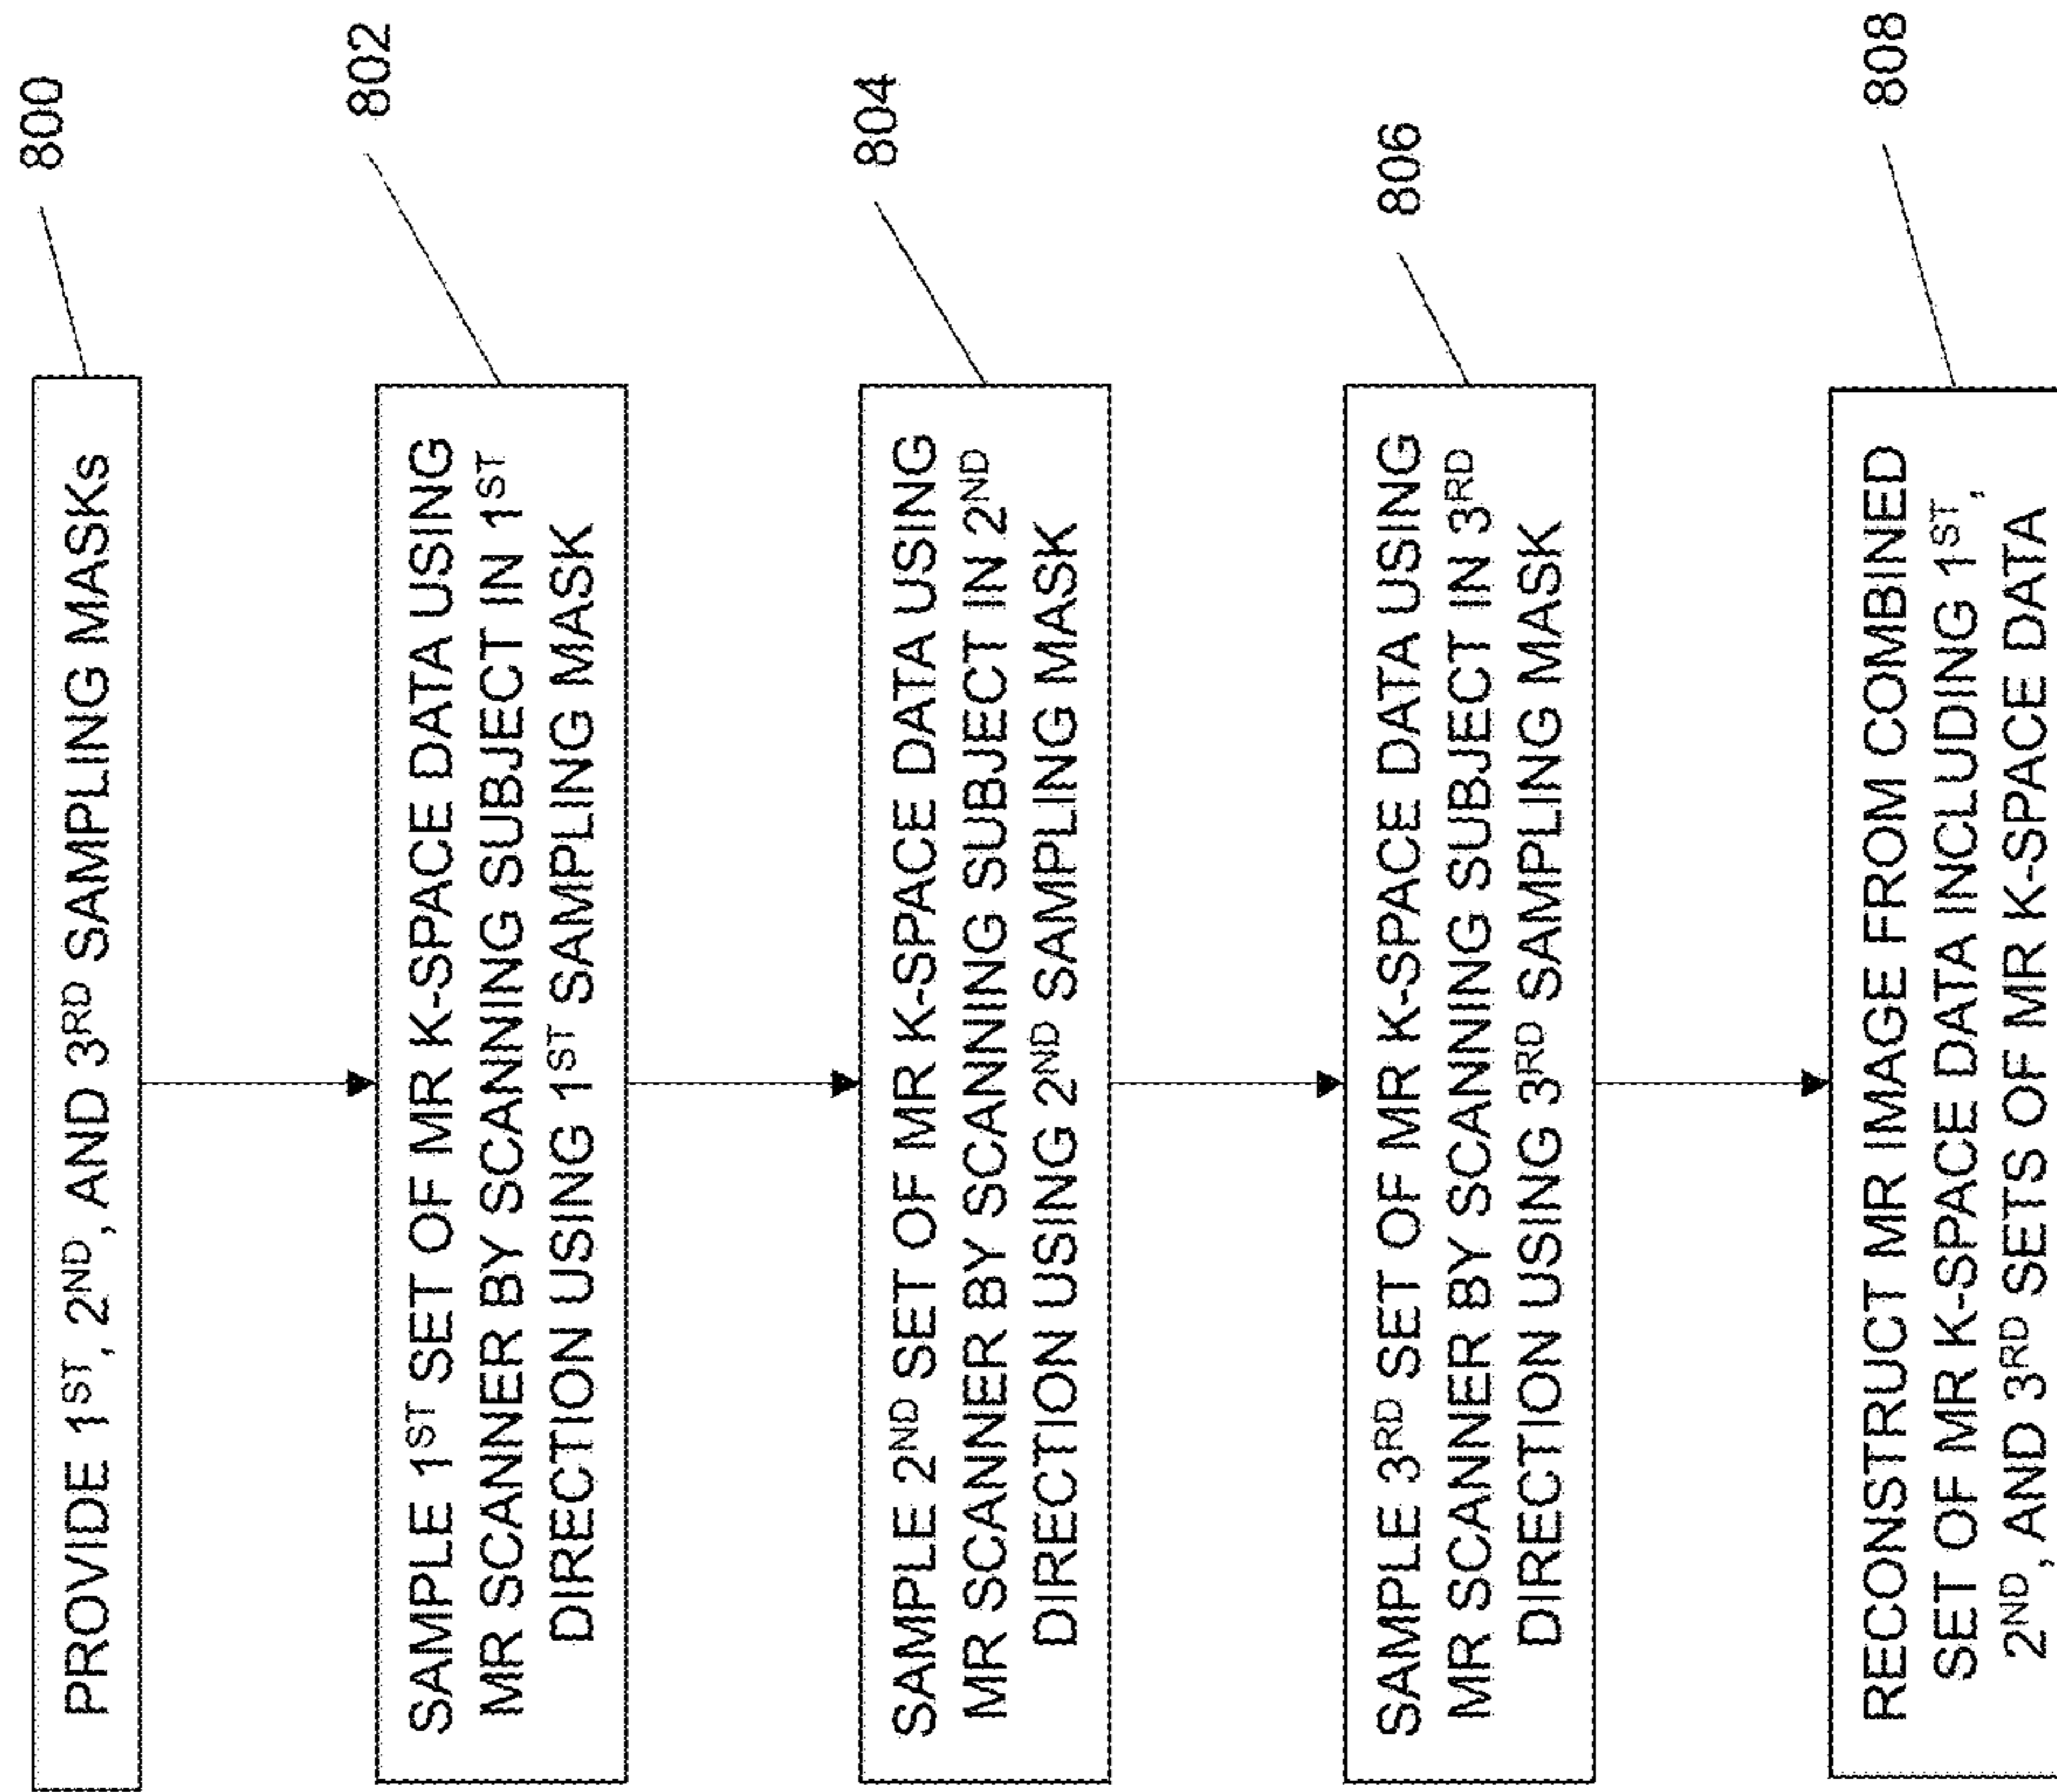 800
PROVIDE 1ST, 2ND, AND 3RD SAMPLING MASKs
802
SAMPLE 1ST SET OF MR K-SPACE DATA USING
MR SCANNER BY SCANNING SUBJECT IN 1ST
DIRECTION USING 1ST SAMPLING MASK
804
SAMPLE 2ND SET OF MR K-SPACE DATA USING
MR SCANNER BY SCANNING SUBJECT IN 2ND
DIRECTION USING 2ND SAMPLING MASK
806
SAMPLE 3RD SET OF MR K-SPACE DATA USING
MR SCANNER BY SCANNING SUBJECT IN 3RD
DIRECTION USING 3RD SAMPLING MASK
808
RECONSTRUCT MR IMAGE FROM COMBINED
SET OF MR K-SPACE DATA INCLUDING 1ST,
2ND, AND 3RD SETS OF MR K-SPACE DATA